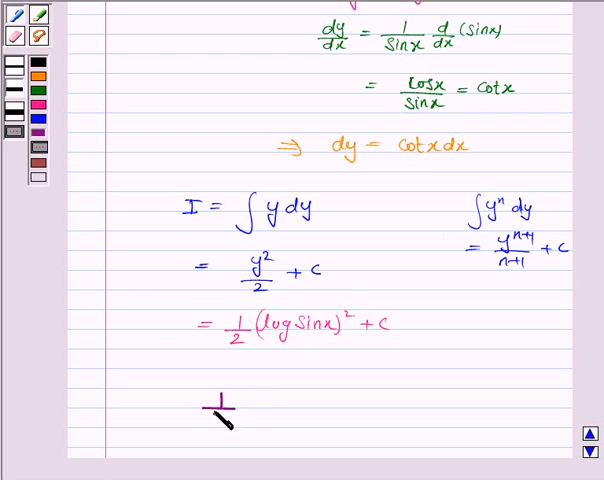 dy/dx = 1/sinx d/dx (sinx)
= cosx/sinx = cotx
⇒ dy = cotx dx
I = ∫ y dy
∫ yⁿ dy
= y²/2 + c
= yⁿ⁺¹/n+1 + c
= 1/2 (log sinx)² + c
1